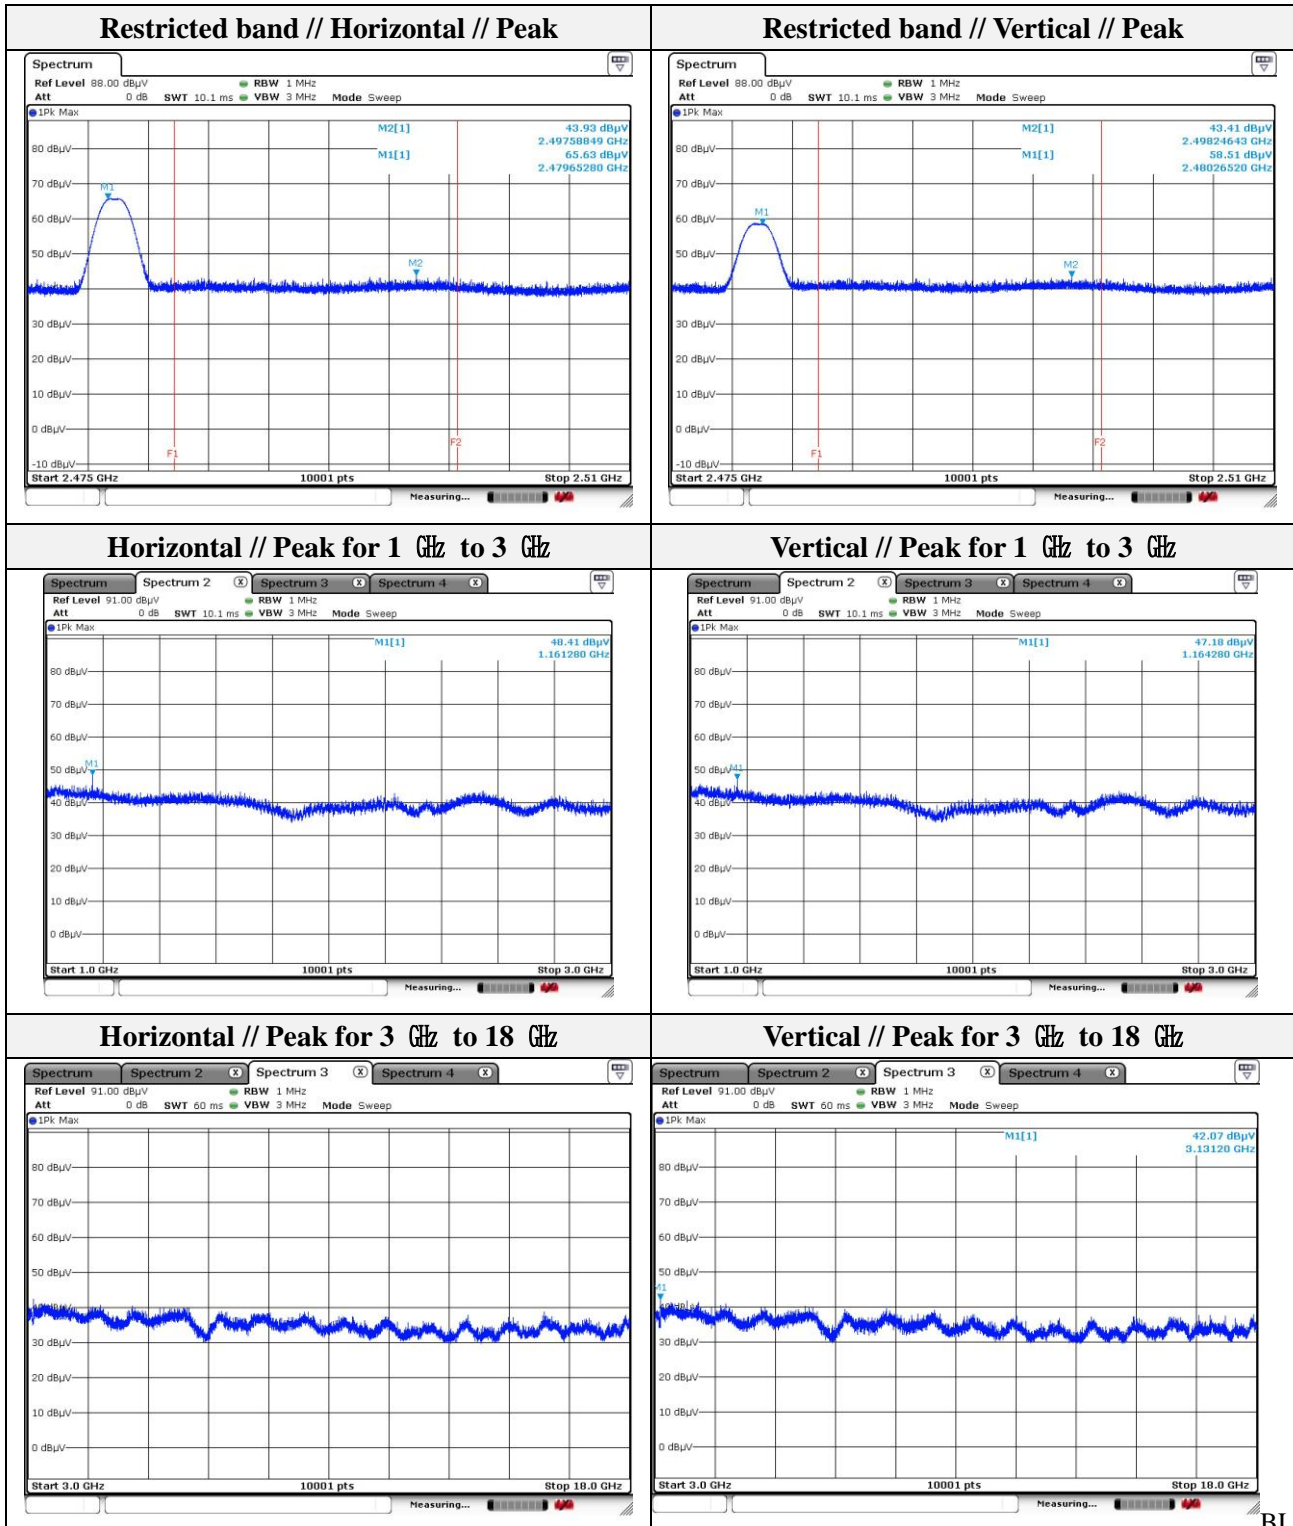 Restricted band // Horizontal // Peak
Spectrum
Ref Level 88.00 dBµV RBW 1 MHz
Att 0 dB SWT 10.1 ms VBW 3 MHz Mode Sweep
1Pk Max
M2[1] 43.93 dBµV
2.49758849 GHz
M1[1] 65.63 dBµV
2.47965280 GHz
80 dBµV
70 dBµV
M1
60 dBµV
50 dBµV
M2
30 dBµV
20 dBµV
10 dBµV
0 dBµV
F2
F1
-10 dBµV
Start 2.475 GHz 10001 pts Stop 2.51 GHz
Measuring...
Restricted band // Vertical // Peak
Spectrum
Ref Level 88.00 dBµV RBW 1 MHz
Att 0 dB SWT 10.1 ms VBW 3 MHz Mode Sweep
1Pk Max
M2[1] 43.41 dBµV
2.49824643 GHz
M1[1] 58.51 dBµV
2.48026520 GHz
80 dBµV
70 dBµV
M1
60 dBµV
50 dBµV
M2
40 dBµV
30 dBµV
20 dBµV
10 dBµV
0 dBµV
F2
F1
-10 dBµV
Start 2.475 GHz 10001 pts Stop 2.51 GHz
Measuring...
Horizontal // Peak for 1 ㎓ to 3 ㎓
Spectrum Spectrum 2 X Spectrum 3 X Spectrum 4 X
Ref Level 91.00 dBµV RBW 1 MHz
Att 0 dB SWT 10.1 ms VBW 3 MHz Mode Sweep
1Pk Max
M1[1] 48.41 dBµV
1.161280 GHz
80 dBµV
70 dBµV
60 dBµV
M1
50 dBµV
40 dBµV
30 dBµV
20 dBµV
10 dBµV
0 dBµV
Start 1.0 GHz 10001 pts Stop 3.0 GHz
Measuring...
Vertical // Peak for 1 ㎓ to 3 ㎓
Spectrum Spectrum 2 X Spectrum 3 X Spectrum 4 X
Ref Level 91.00 dBµV RBW 1 MHz
Att 0 dB SWT 10.1 ms VBW 3 MHz Mode Sweep
1Pk Max
M1[1] 47.18 dBµV
1.164280 GHz
80 dBµV
70 dBµV
60 dBµV
50 dBµV M1
40 dBµV
30 dBµV
20 dBµV
10 dBµV
0 dBµV
Start 1.0 GHz 10001 pts Stop 3.0 GHz
Measuring...
Horizontal // Peak for 3 ㎓ to 18 ㎓
Spectrum Spectrum 2 X Spectrum 3 X Spectrum 4 X
Ref Level 91.00 dBµV RBW 1 MHz
Att 0 dB SWT 60 ms VBW 3 MHz Mode Sweep
1Pk Max
80 dBµV
70 dBµV
60 dBµV
50 dBµV
30 dBµV
20 dBµV
10 dBµV
0 dBµV
Start 3.0 GHz 10001 pts Stop 18.0 GHz
Measuring...
Vertical // Peak for 3 ㎓ to 18 ㎓
Spectrum Spectrum 2 X Spectrum 3 X Spectrum 4 X
Ref Level 91.00 dBµV RBW 1 MHz
Att 0 dB SWT 60 ms VBW 3 MHz Mode Sweep
1Pk Max
M1[1] 42.07 dBµV
3.13120 GHz
80 dBµV
70 dBµV
60 dBµV
50 dBµV
M1
30 dBµV
20 dBµV
10 dBµV
0 dBµV
Start 3.0 GHz 10001 pts Stop 18.0 GHz
Measuring...